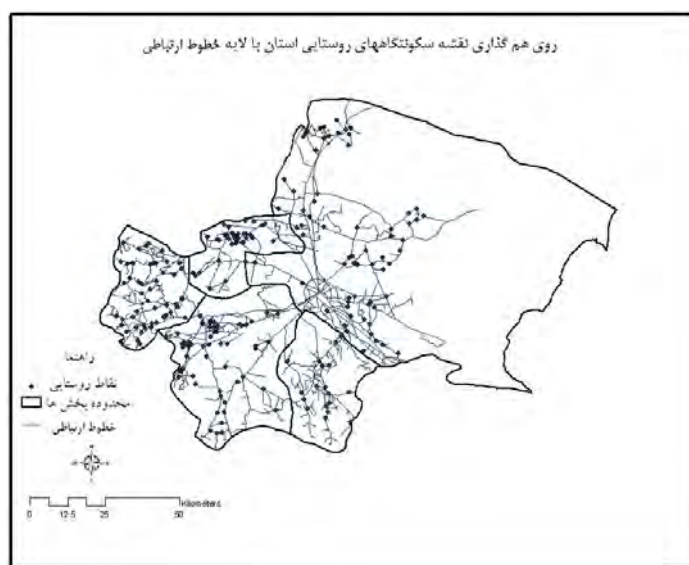 روی هم گذاری نقشه سکونتگاههای روستایی استان با لایه خطوط ارتباطی
راهنما
نقاط روستایی
محدوده بخش ها
خطوط ارتباطی
Kilometers
0 12.5 25 50